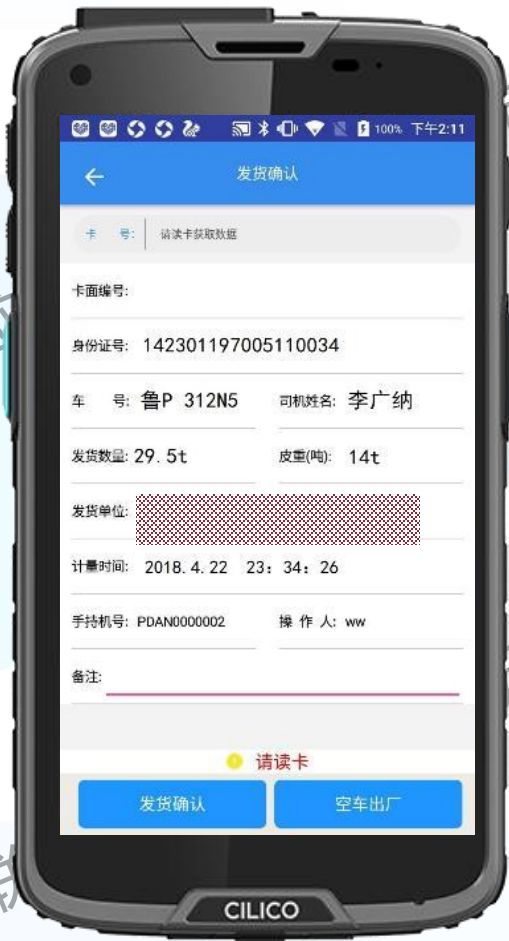 100% 下午2:11
发货确认
卡 号: 请读卡获取数据
卡面编号:
身份证号: 142301197005110034
车 号: 鲁P 312N5 司机姓名: 李广纳
发货数量: 29.5t 皮重(吨): 14t
发货单位:
计量时间: 2018.4.22 23: 34: 26
手持机号: PDAN0000002 操 作 人: ww
备注:
请读卡
发货确认 空车出厂
CILICO